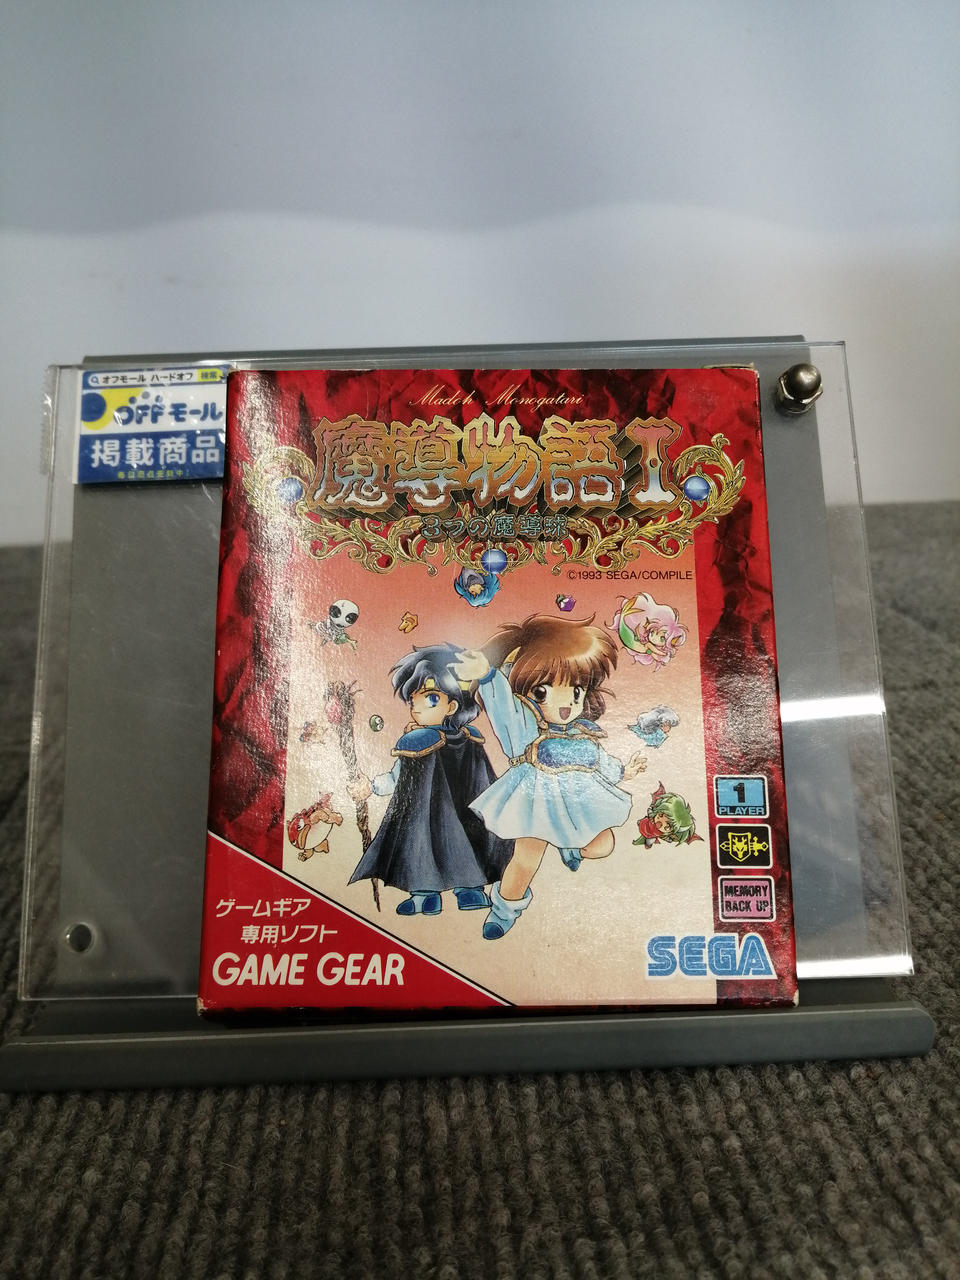 オフモール ハードオフ 検索
OFFモール
掲載商品
Madoh Monogatari
魔導物語I
3つの魔導球
©1993 SEGA/COMPILE
1
PLAYER
MEMORY
BACK UP
ゲームギア
専用ソフト
GAME GEAR
SEGA